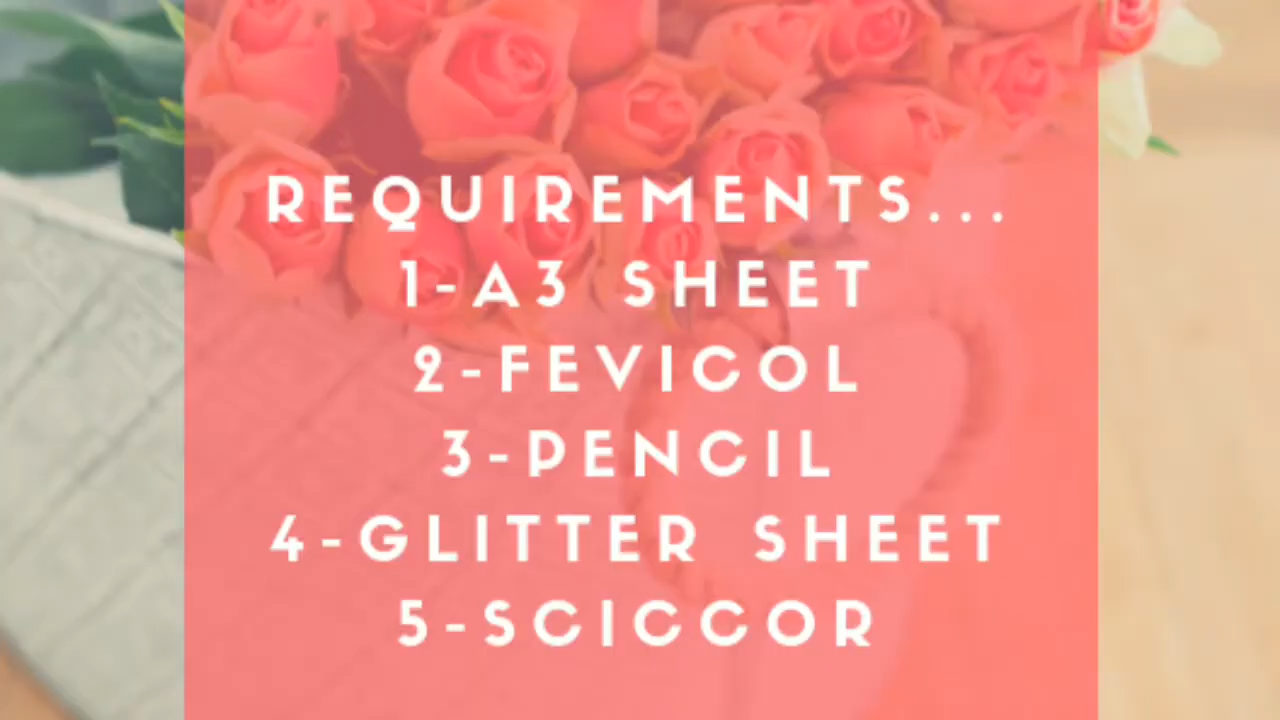 REQUIREMENTS...
1-A3 SHEET
2-FEVICOL
3-PENCIL
4-GLITTER SHEET
5-SCICCOR